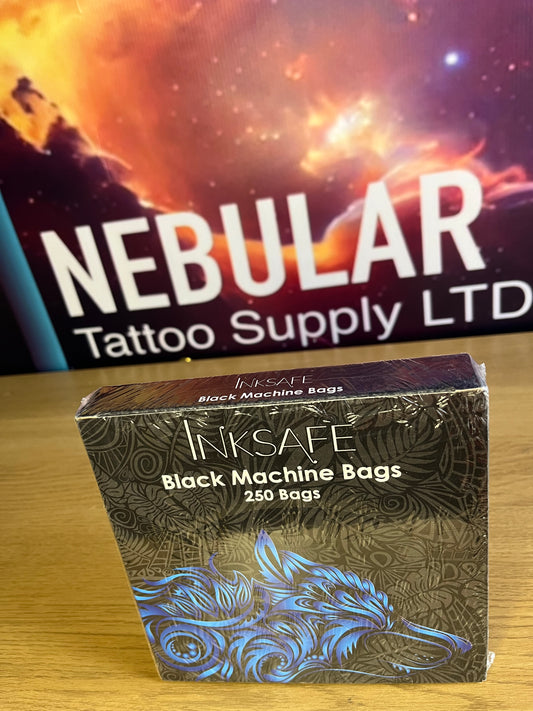 NEBULAR
Tattoo Supply LTD
INKSAFE
Black Machine Bags
INKSAFE
Black Machine Bags
250 Bags